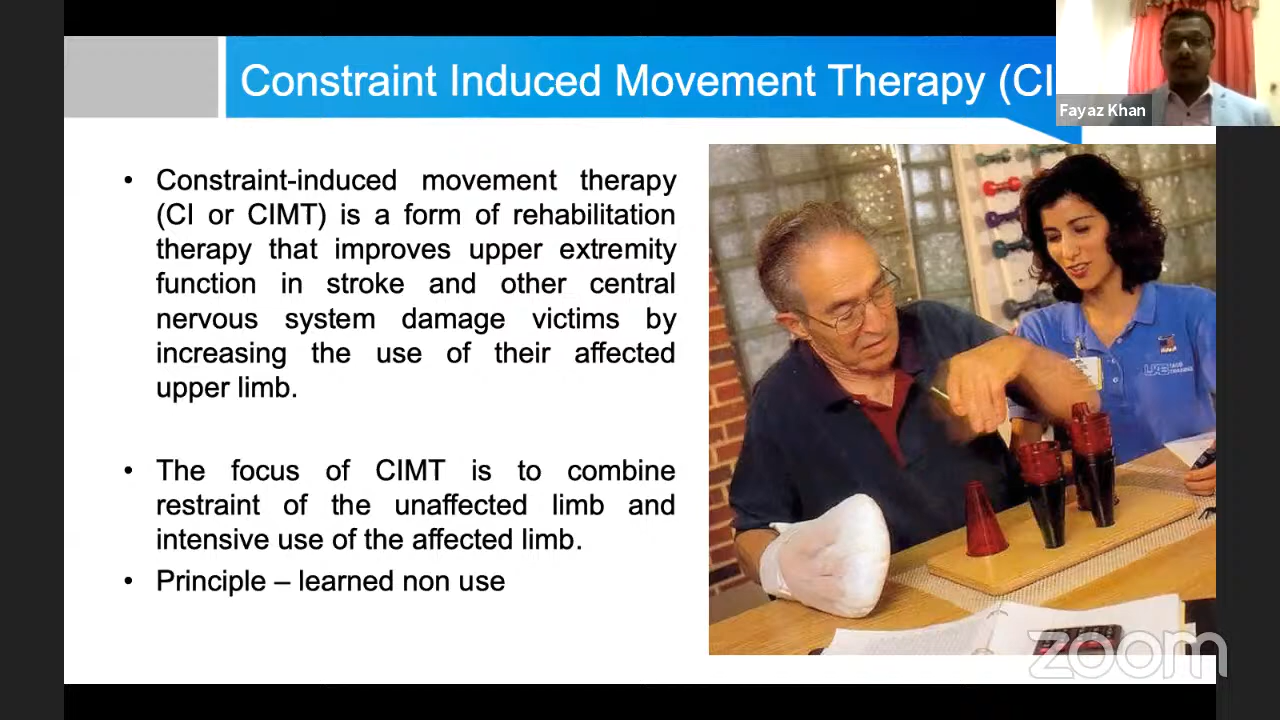 Constraint Induced Movement Therapy (CI
Fayaz Khan
• Constraint-induced movement therapy
(CI or CIMT) is a form of rehabilitation
therapy that improves upper extremity
function in stroke and other central
nervous system damage victims by
increasing the use of their affected
upper limb.
• The focus of CIMT is to combine
restraint of the unaffected limb and
intensive use of the affected limb.
• Principle – learned non use
UAB
zoom